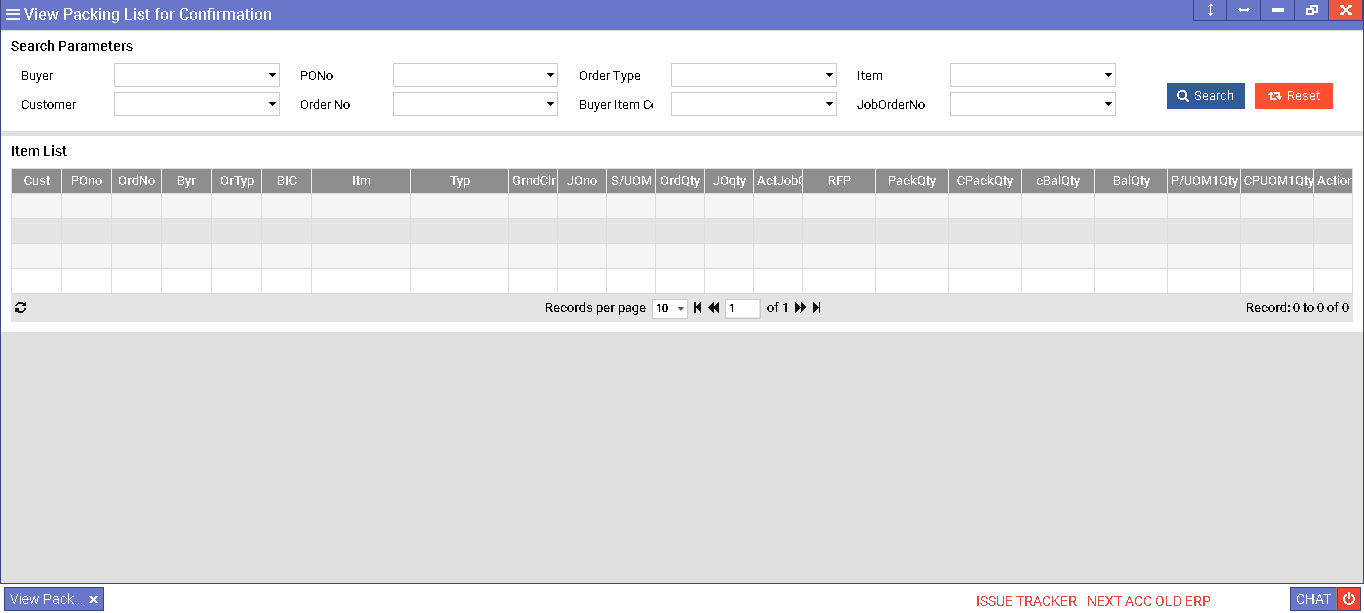 View Packing List for Confirmation
Search Parameters
Buyer PONo Order Type Item
Customer Order No Buyer Item Co JobOrderNo
Search Reset
Item List
Cust POno OrdNo Byr OrTyp BIC Itm Typ GrndClr JOno S/UOM OrdQty JOqty ActJobQ RFP PackQty CPackQty cBalQty BalQty P/UOM1Qty CPUOM1Qty Action
Records per page 10 1 of 1 Record: 0 to 0 of 0
View Pack... ISSUE TRACKER NEXT ACC OLD ERP CHAT